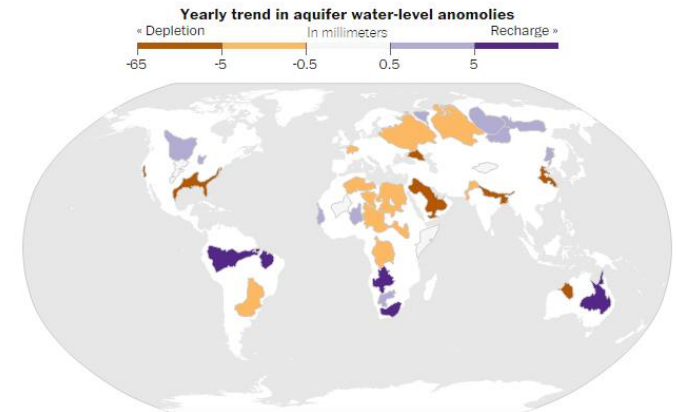 Yearly trend in aquifer water-level anomolies
« Depletion In millimeters Recharge »
-65 -5 -0.5 0.5 5